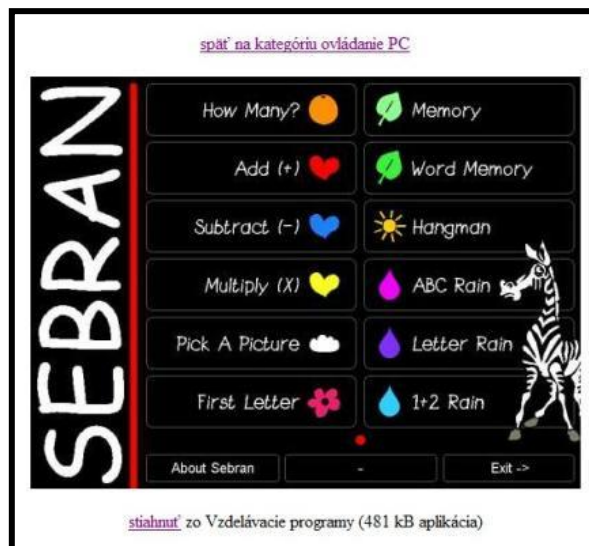 späť na kategóriu ovládanie PC
SEBRAN
How Many?
Memory
Add (+)
Word Memory
Subtract (-)
Hangman
Multiply (X)
ABC Rain
Pick A Picture
Letter Rain
First Letter
1+2 Rain
About Sebran
-
Exit ->
stiahnuť zo Vzdelávacie programy (481 kB aplikácia)